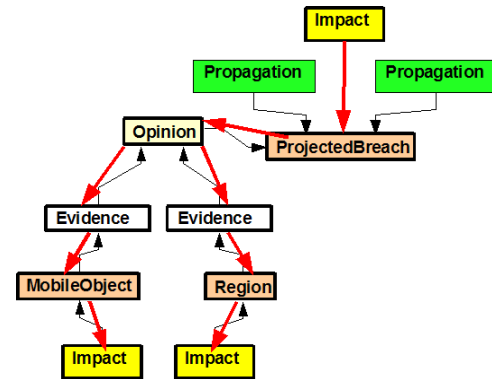 Impact
Propagation
Propagation
Opinion
ProjectedBreach
Evidence
Evidence
MobileObject
Region
Impact
Impact